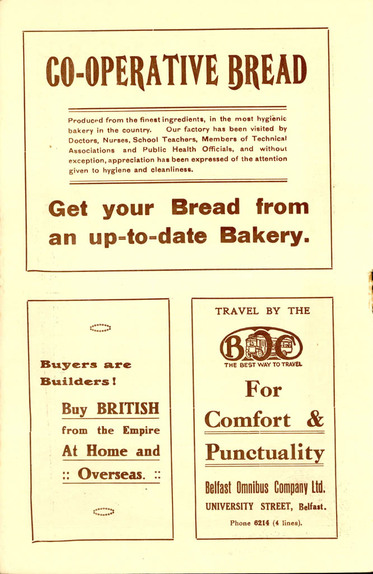 CO-OPERATIVE BREAD
Produced from the finest ingredients, in the most hygienic
bakery in the country. Our factory has been visited by
Doctors, Nurses, School Teachers, Members of Technical
Associations and Public Health Officials, and without
exception, appreciation has been expressed of the attention
given to hygiene and cleanliness.
Get your Bread from
an up-to-date Bakery.
Buyers are
Builders!
Buy BRITISH
from the Empire
At Home and
:: Overseas. ::
TRAVEL BY THE
BOC
THE BEST WAY TO TRAVEL
For
Comfort &
Punctuality
Belfast Omnibus Company Ltd.
UNIVERSITY STREET, Belfast.
Phone 6214 (4 lines).